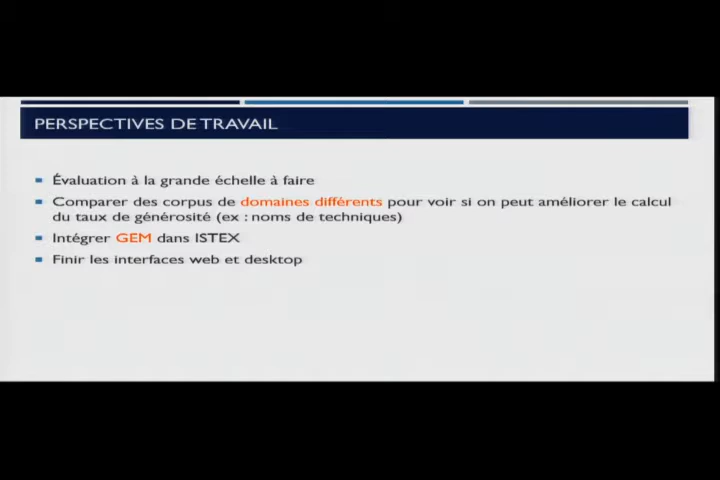 PERSPECTIVES DE TRAVAIL
Évaluation à la grande échelle à faire
Comparer des corpus de domaines différents pour voir si on peut améliorer le calcul
du taux de générosité (ex : noms de techniques)
Intégrer GEM dans ISTEX
Finir les interfaces web et desktop